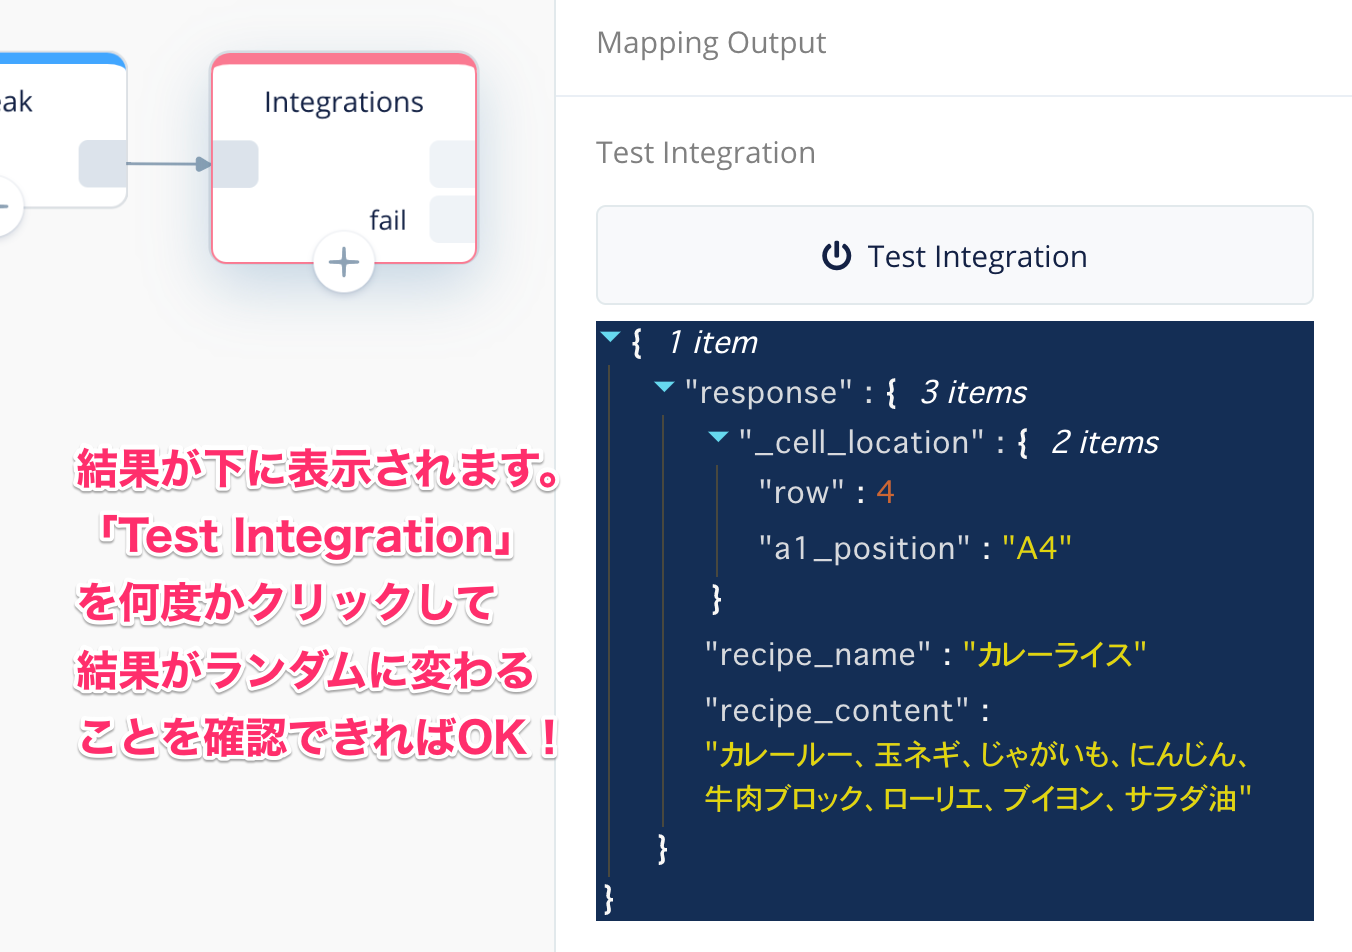 eak
Integrations
fail
結果が下に表示されます。
「Test Integration」
を何度かクリックして
結果がランダムに変わる
ことを確認できればOK！
Mapping Output
Test Integration
Test Integration
{ 1 item
"response" : { 3 items
"_cell_location" : { 2 items
"row" : 4
"a1_position" : "A4"
}
"recipe_name" : "カレーライス"
"recipe_content" :
"カレールー、玉ネギ、じゃがいも、にんじん、
牛肉ブロック、ローリエ、ブイヨン、サラダ油"
}
}